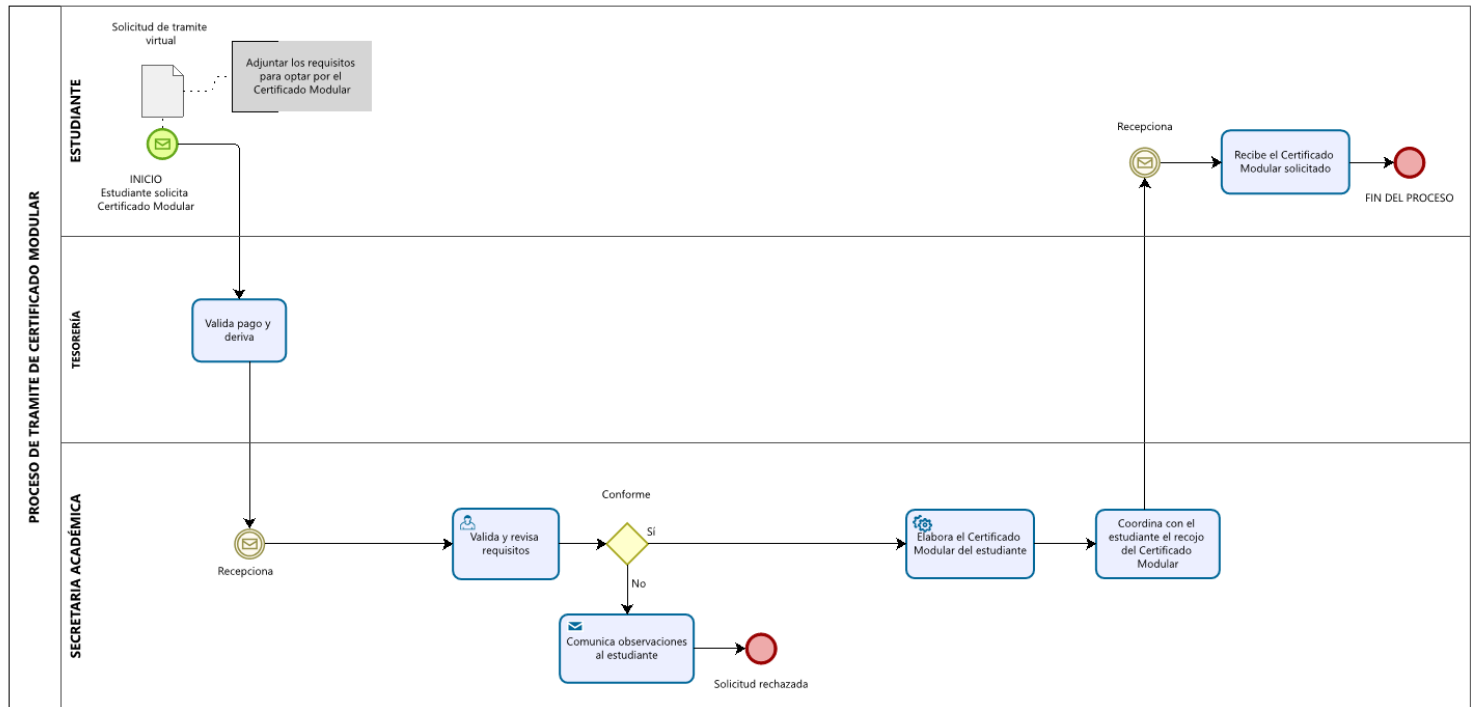 PROCESO DE TRAMITE DE CERTIFICADO MODULAR
ESTUDIANTE
Solicitud de tramite
virtual
Adjuntar los requisitos
para optar por el
Certificado Modular
INICIO
Estudiante solicita
Certificado Modular
Recepciona
Recibe el Certificado
Modular solicitado
FIN DEL PROCESO
TESORERÍA
Valida pago y
deriva
SECRETARIA ACADÉMICA
Recepciona
Valida y revisa
requisitos
Conforme
Sí
No
Comunica observaciones
al estudiante
Solicitud rechazada
Elabora el Certificado
Modular del estudiante
Coordina con el
estudiante el recojo
del Certificado
Modular